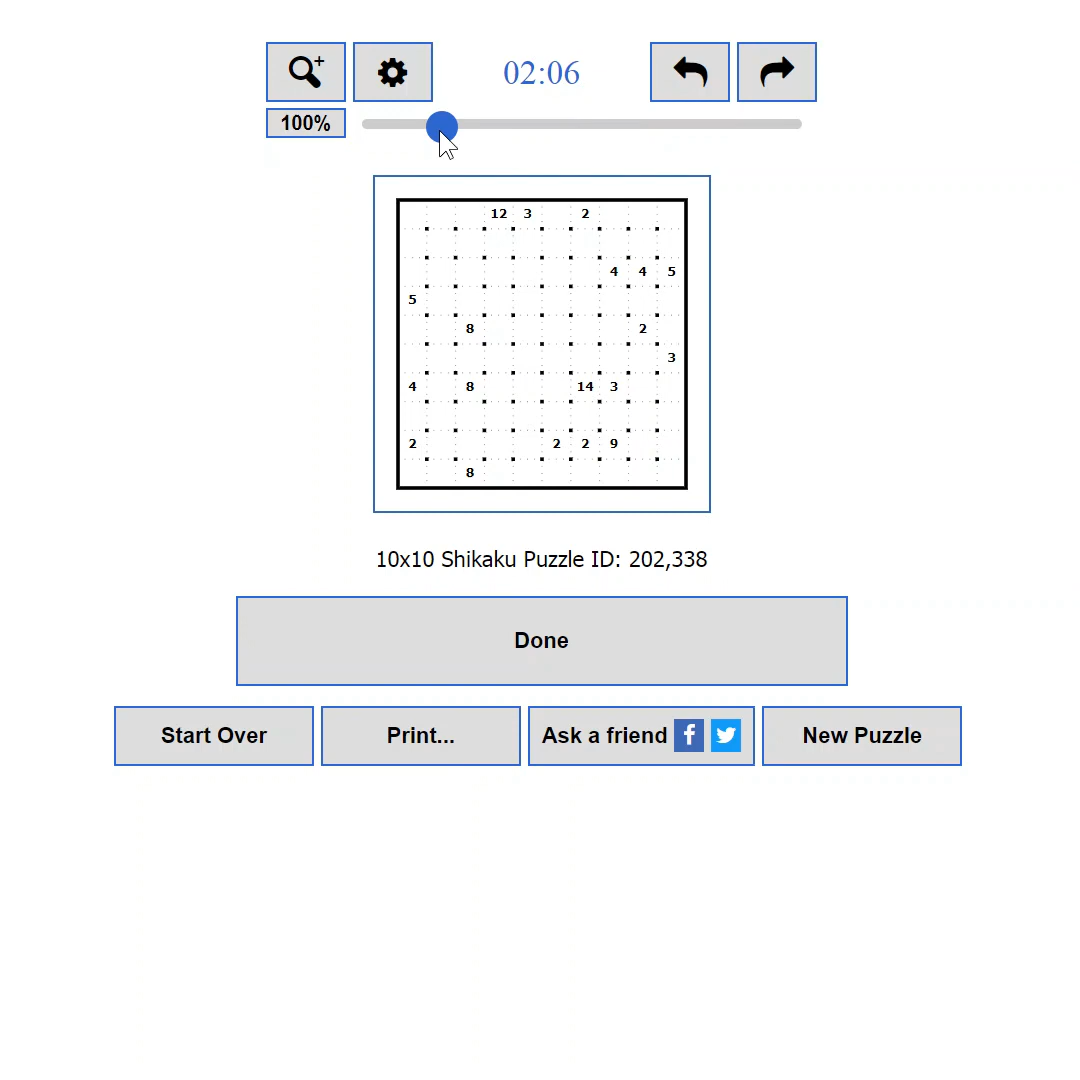 02:06
100%
12 3 2
4 4 5
5
8 2
3
4 8 14 3
2 2 2 9
8
10x10 Shikaku Puzzle ID: 202,338
Done
Start Over Print... Ask a friend New Puzzle